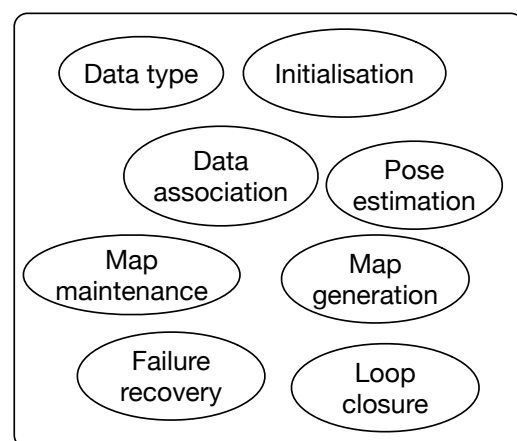 Data type
Initialisation
Data
association
Pose
estimation
Map
maintenance
Map
generation
Failure
recovery
Loop
closure